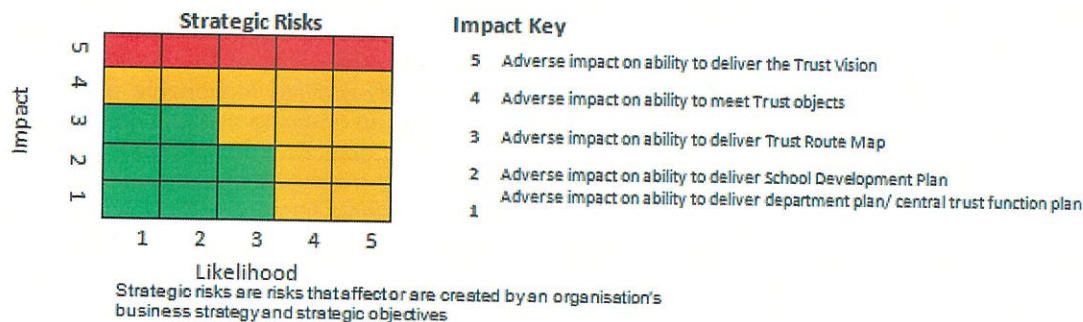 Strategic Risks
Impact
5
4
3
2
1
1 2 3 4 5
Likelihood
Strategic risks are risks that affect or are created by an organisation's
business strategy and strategic objectives
Impact Key
5 Adverse impact on ability to deliver the Trust Vision
4 Adverse impact on ability to meet Trust objects
3 Adverse impact on ability to deliver Trust Route Map
2 Adverse impact on ability to deliver School Development Plan
1 Adverse impact on ability to deliver department plan/ central trust function plan